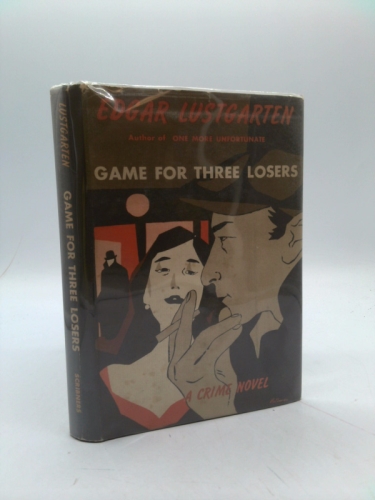 EDGAR LUSTGARTEN
Author of ONE MORE UNFORTUNATE
GAME FOR THREE LOSERS
A CRIME NOVEL
LUSTGARTEN
GAME FOR THREE LOSERS
SCRIBNERS